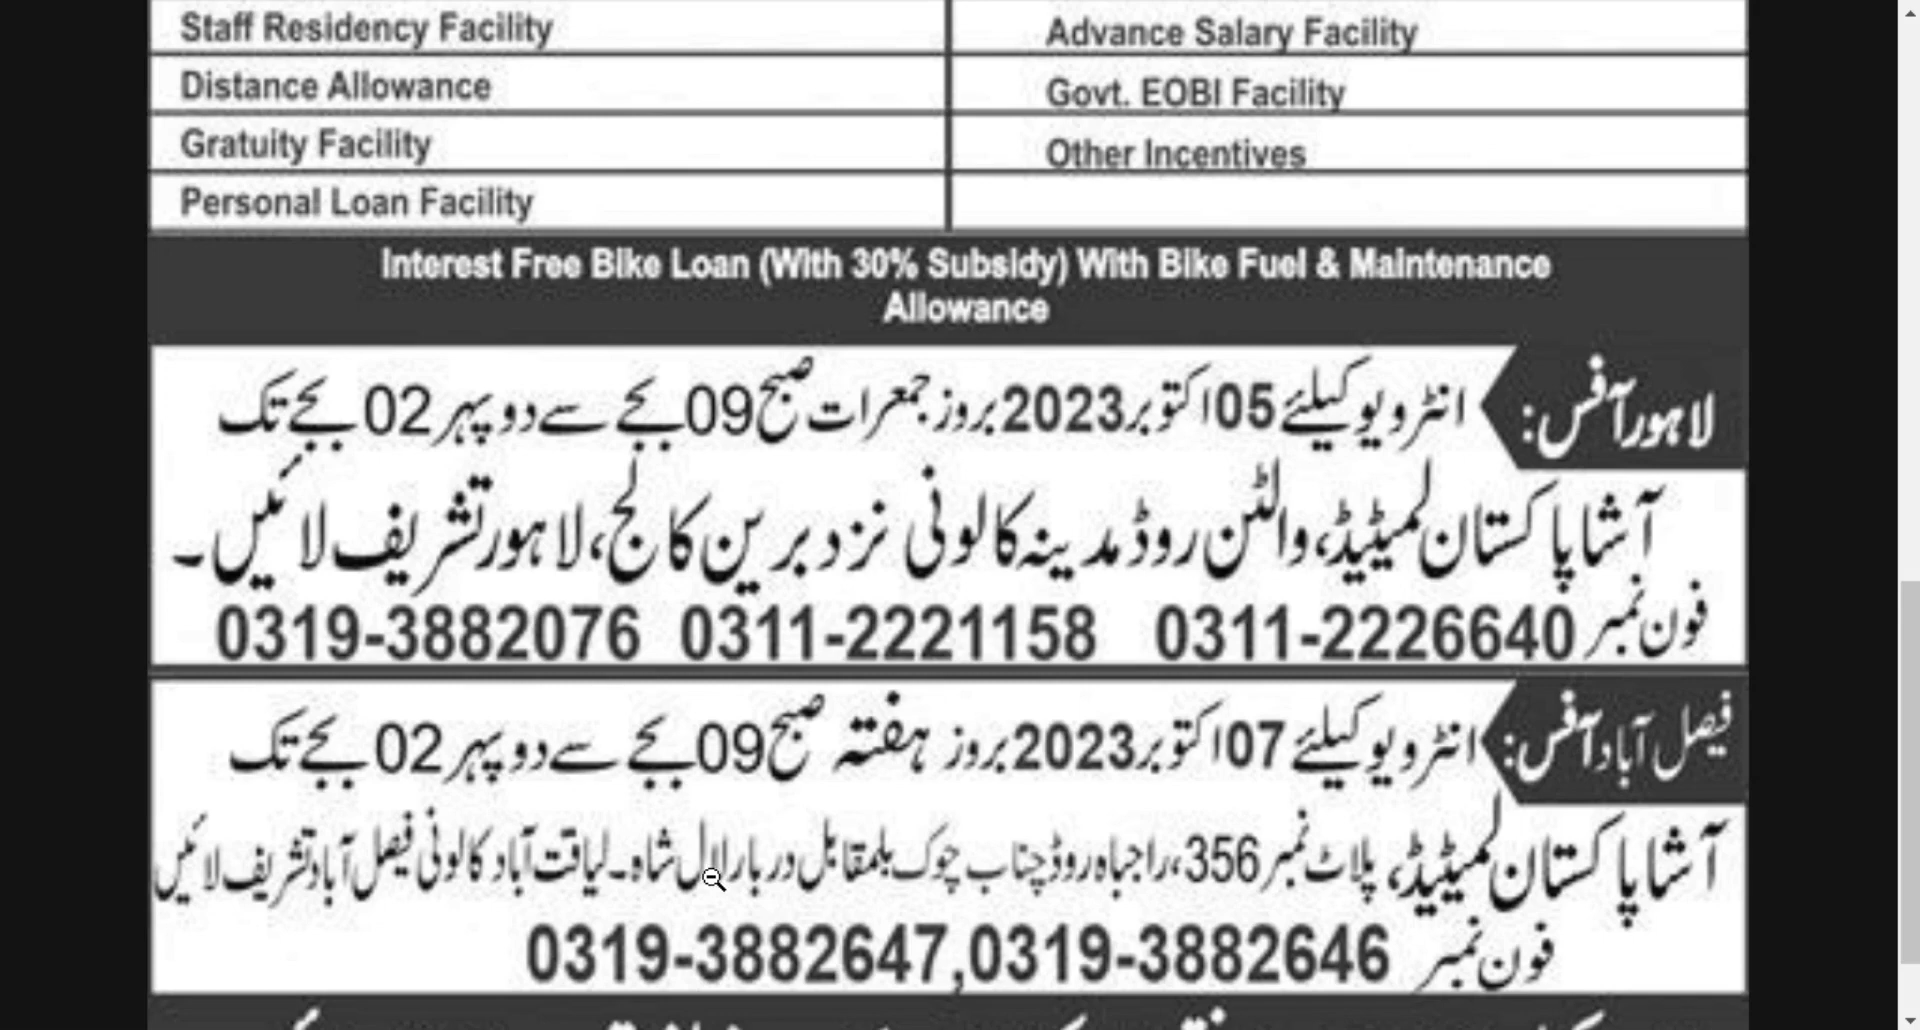 Staff Residency Facility
Advance Salary Facility
Distance Allowance
Govt. EOBI Facility
Gratuity Facility
Other Incentives
Personal Loan Facility
Interest Free Bike Loan (With 30% Subsidy) With Bike Fuel & Maintenance
Allowance
لاہور آفس:
انٹرویو کیلئے 05 اکتوبر 2023 بروز جمعرات صبح 09 بجے سے دوپہر 02 بجے تک
آشا پاکستان لمیٹیڈ، والٹن روڈ مدینہ کالونی نزد برین کالج، لاہور تشریف لائیں۔
فون نمبر 0311-2226640 0311-2221158 0319-3882076
فیصل آباد آفس:
انٹرویو کیلئے 07 اکتوبر 2023 بروز ہفتہ صبح 09 بجے سے دوپہر 02 بجے تک
آشا پاکستان لمیٹیڈ، پلاٹ نمبر 356، راجباہ روڈ چناب چوک بلمقابل دربار لال شاہ۔ لیاقت آباد کالونی فیصل آباد تشریف لائیں
فون نمبر 0319-3882647,0319-3882646